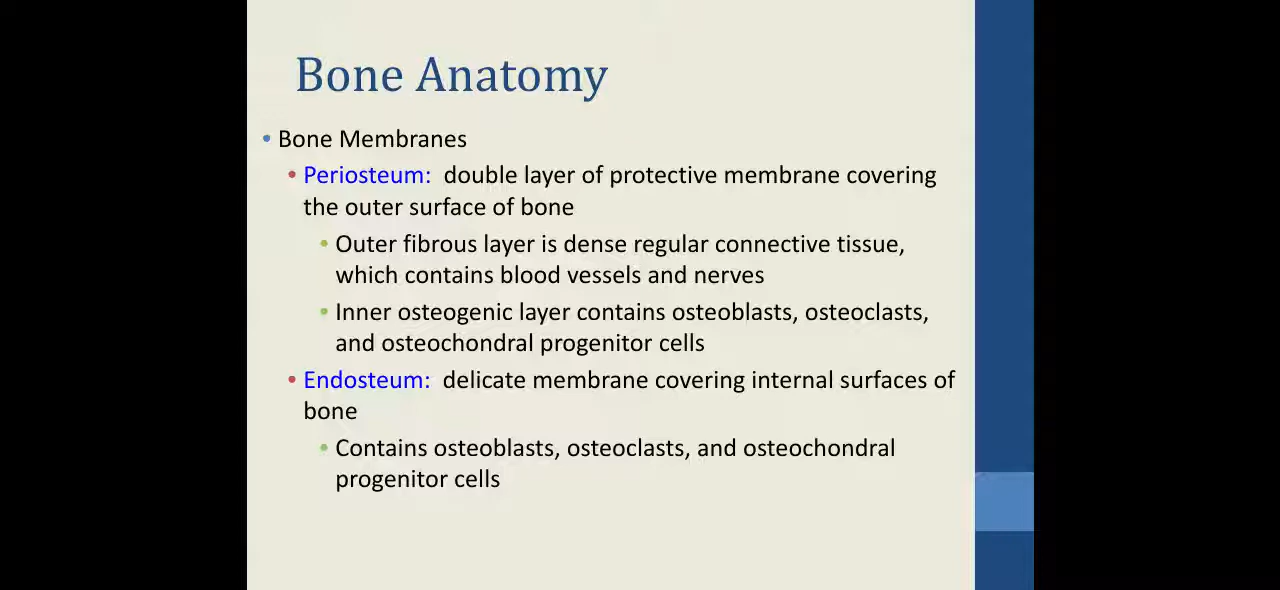 Bone Anatomy
• Bone Membranes
• Periosteum: double layer of protective membrane covering
the outer surface of bone
• Outer fibrous layer is dense regular connective tissue,
which contains blood vessels and nerves
• Inner osteogenic layer contains osteoblasts, osteoclasts,
and osteochondral progenitor cells
• Endosteum: delicate membrane covering internal surfaces of
bone
• Contains osteoblasts, osteoclasts, and osteochondral
progenitor cells